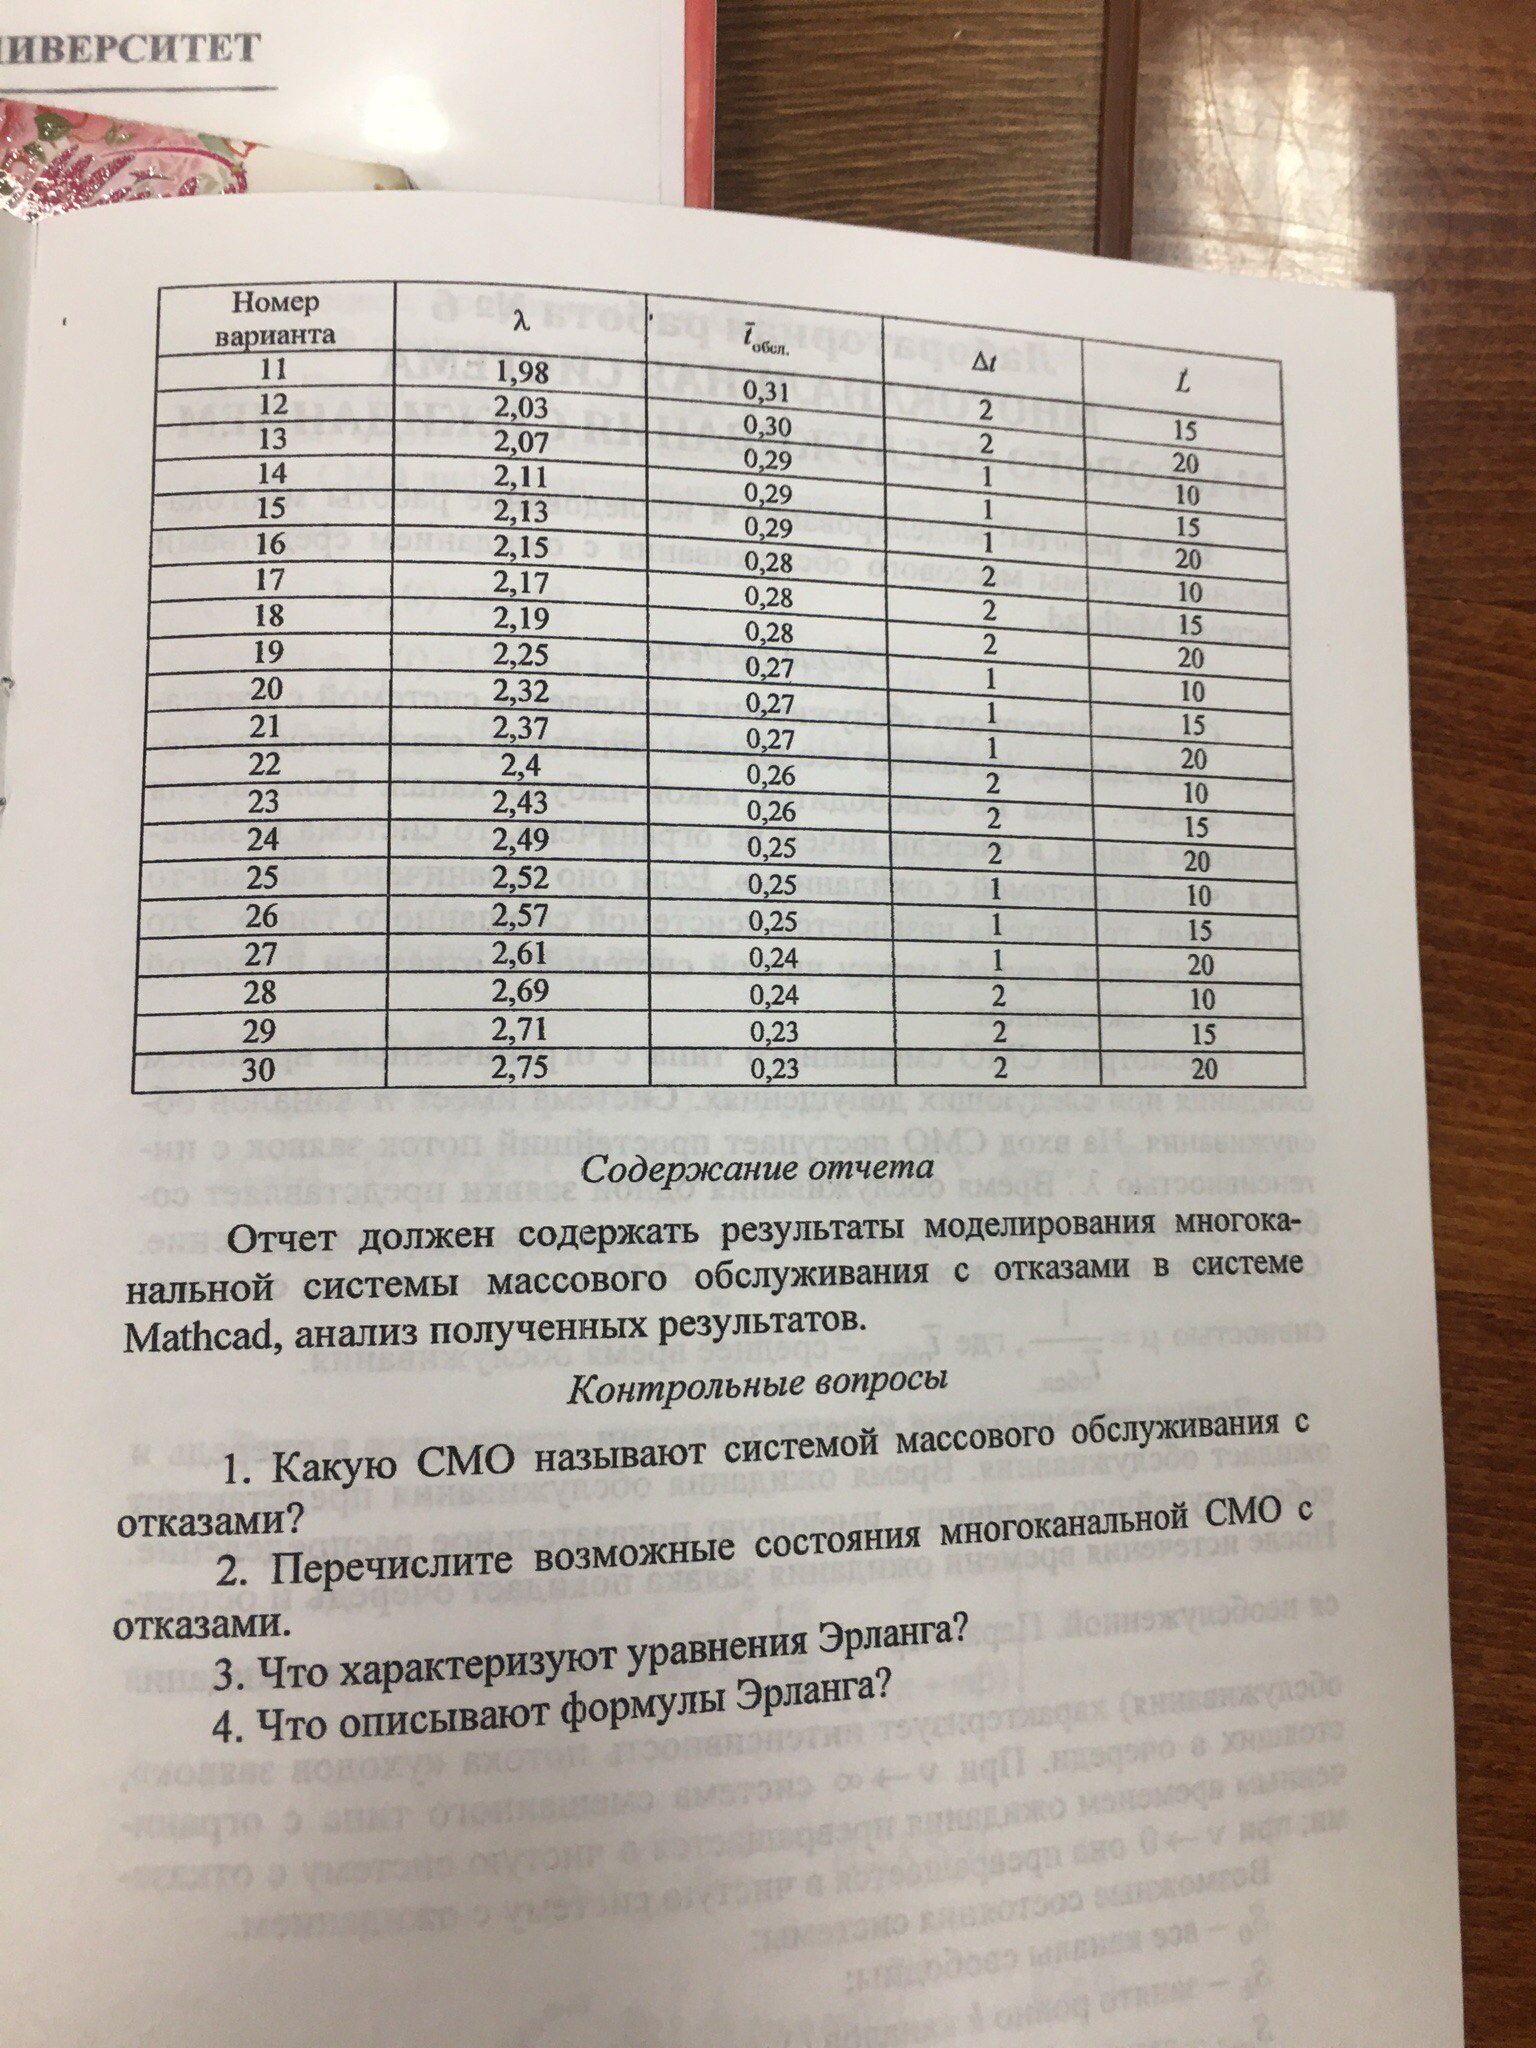 ИВЕРСИТЕТ
Номер варианта λ t̄обсл. Δt L
11 1,98 0,31 2 15
12 2,03 0,30 2 20
13 2,07 0,29 1 10
14 2,11 0,29 1 15
15 2,13 0,29 1 20
16 2,15 0,28 2 10
17 2,17 0,28 2 15
18 2,19 0,28 2 20
19 2,25 0,27 1 10
20 2,32 0,27 1 15
21 2,37 0,27 1 20
22 2,4 0,26 2 10
23 2,43 0,26 2 15
24 2,49 0,25 2 20
25 2,52 0,25 1 10
26 2,57 0,25 1 15
27 2,61 0,24 1 20
28 2,69 0,24 2 10
29 2,71 0,23 2 15
30 2,75 0,23 2 20
Содержание отчета
Отчет должен содержать результаты моделирования многока-
нальной системы массового обслуживания с отказами в системе
Mathcad, анализ полученных результатов.
Контрольные вопросы
1. Какую СМО называют системой массового обслуживания с
отказами?
2. Перечислите возможные состояния многоканальной СМО с
отказами.
3. Что характеризуют уравнения Эрланга?
4. Что описывают формулы Эрланга?